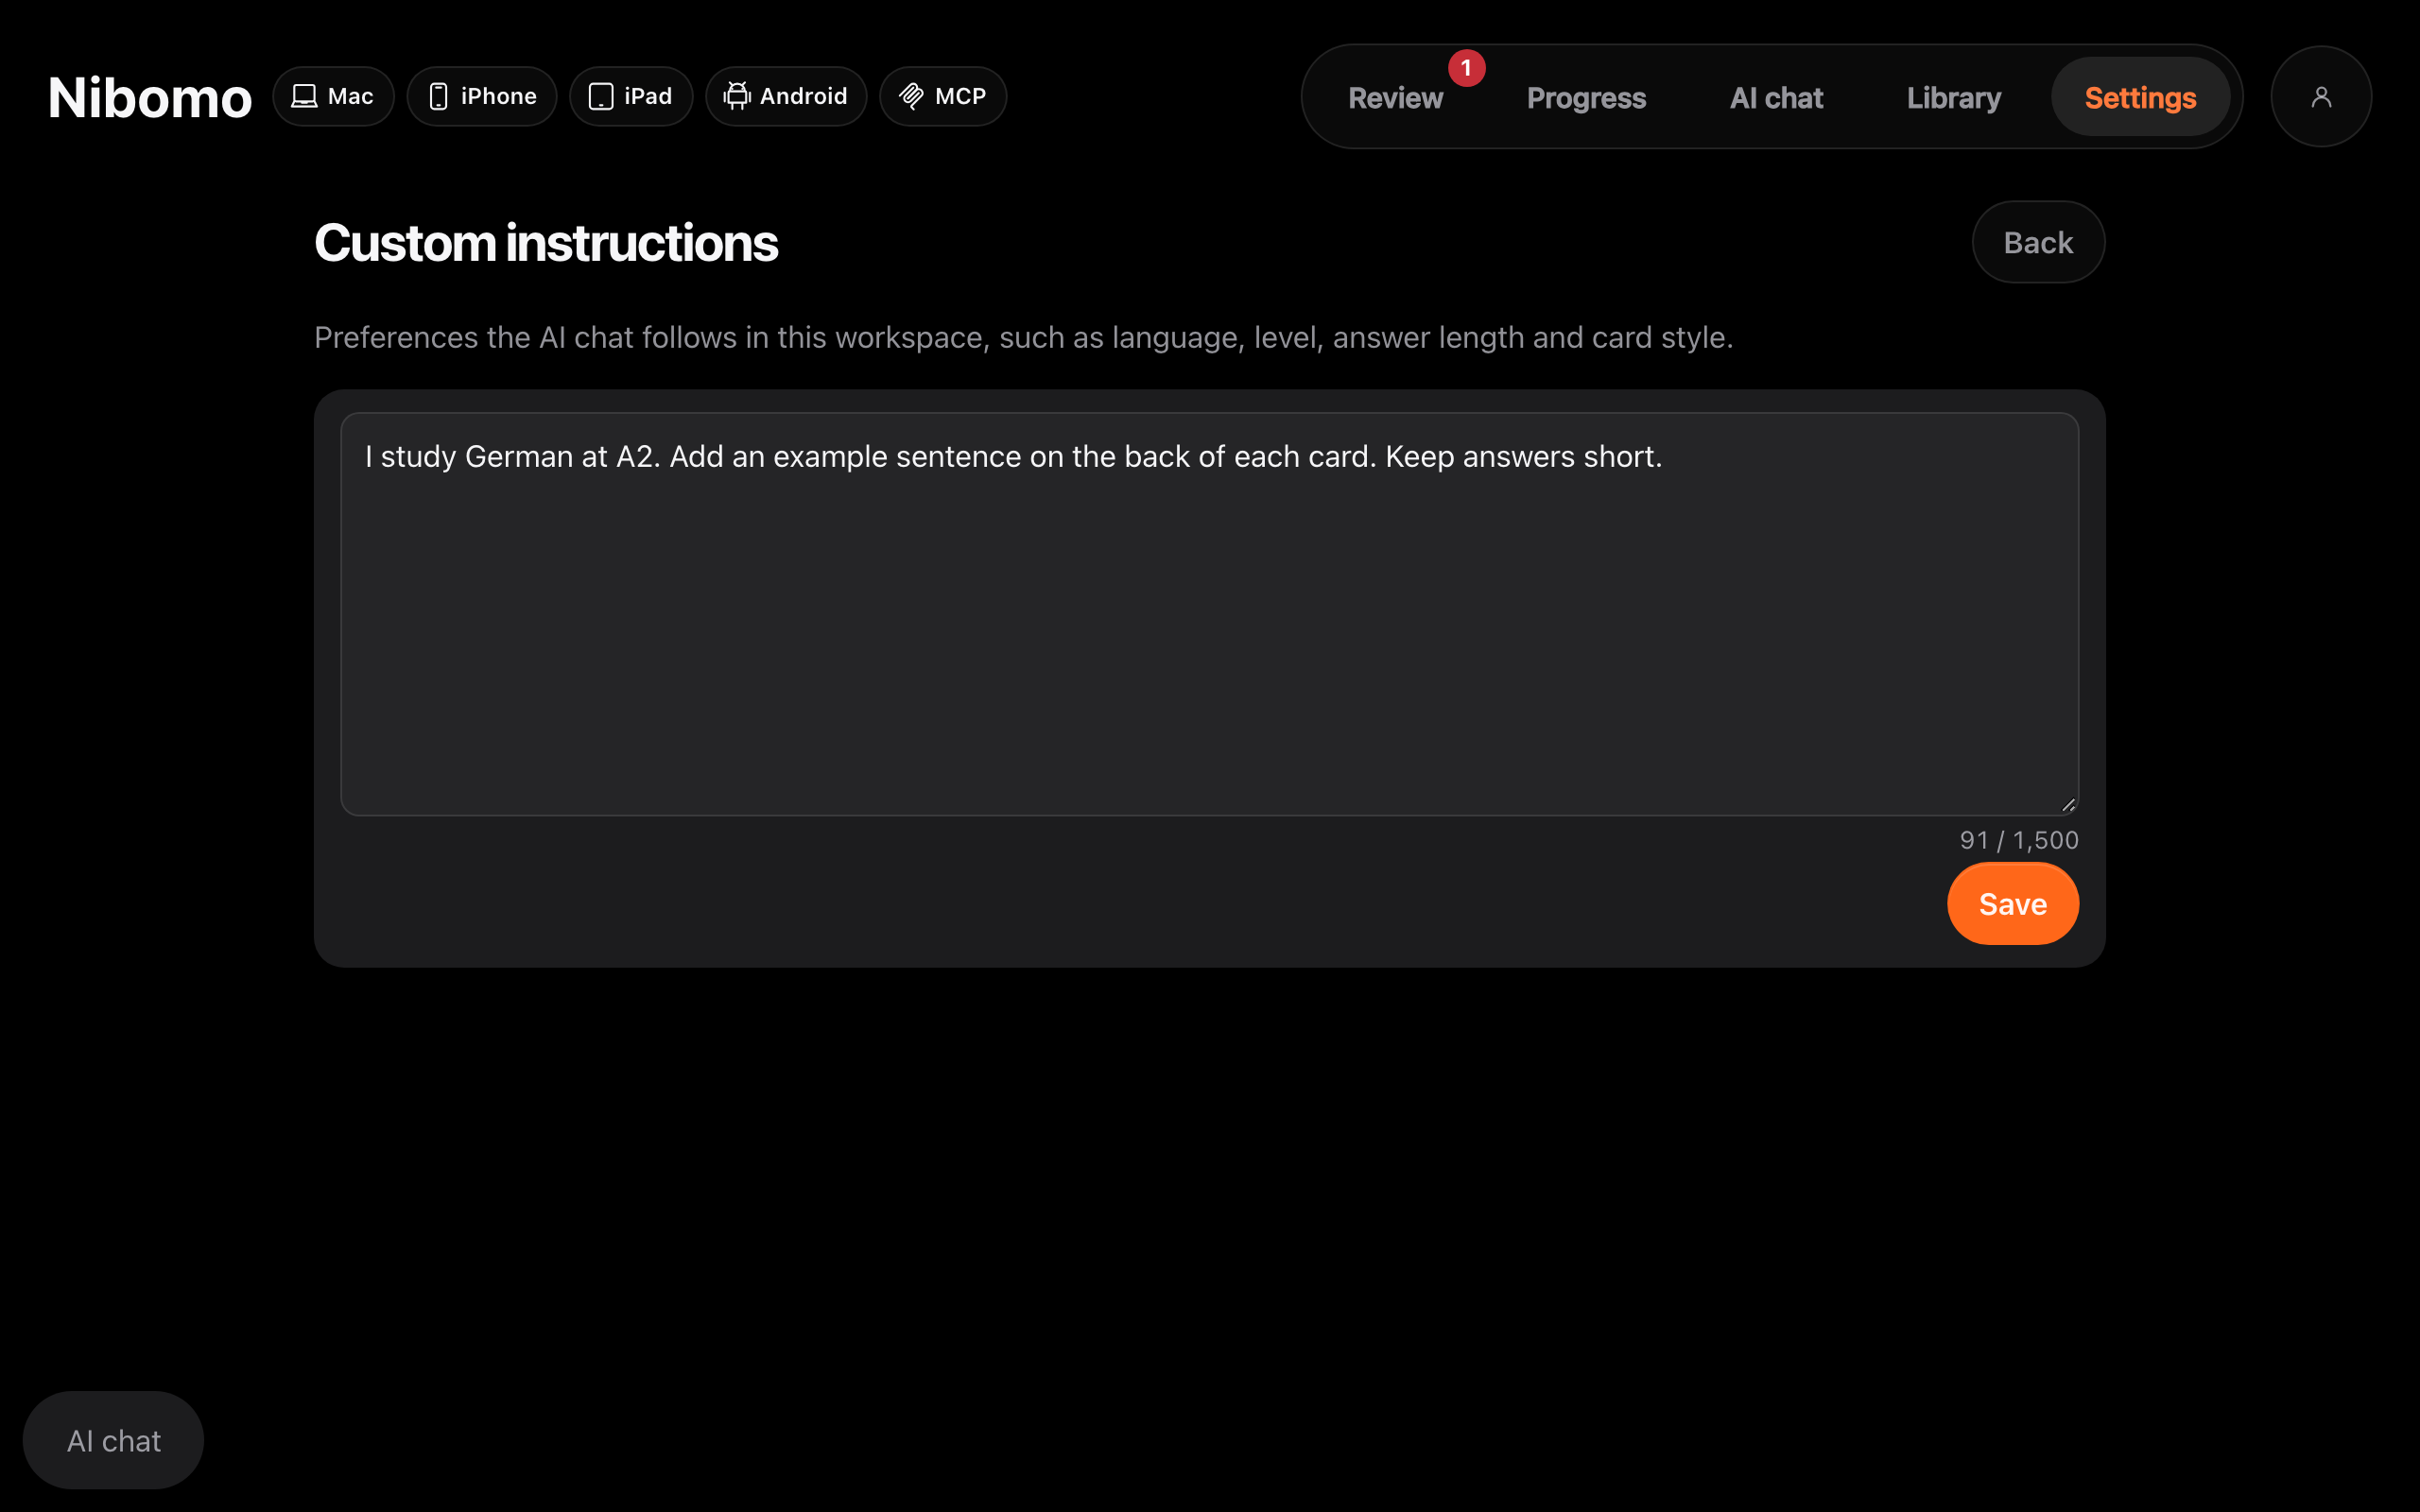 Nibomo
Mac
iPhone
iPad
Android
MCP
Review
1
Progress
AI chat
Library
Settings
Custom instructions
Back
Preferences the AI chat follows in this workspace, such as language, level, answer length and card style.
I study German at A2. Add an example sentence on the back of each card. Keep answers short.
91 / 1,500
Save
AI chat